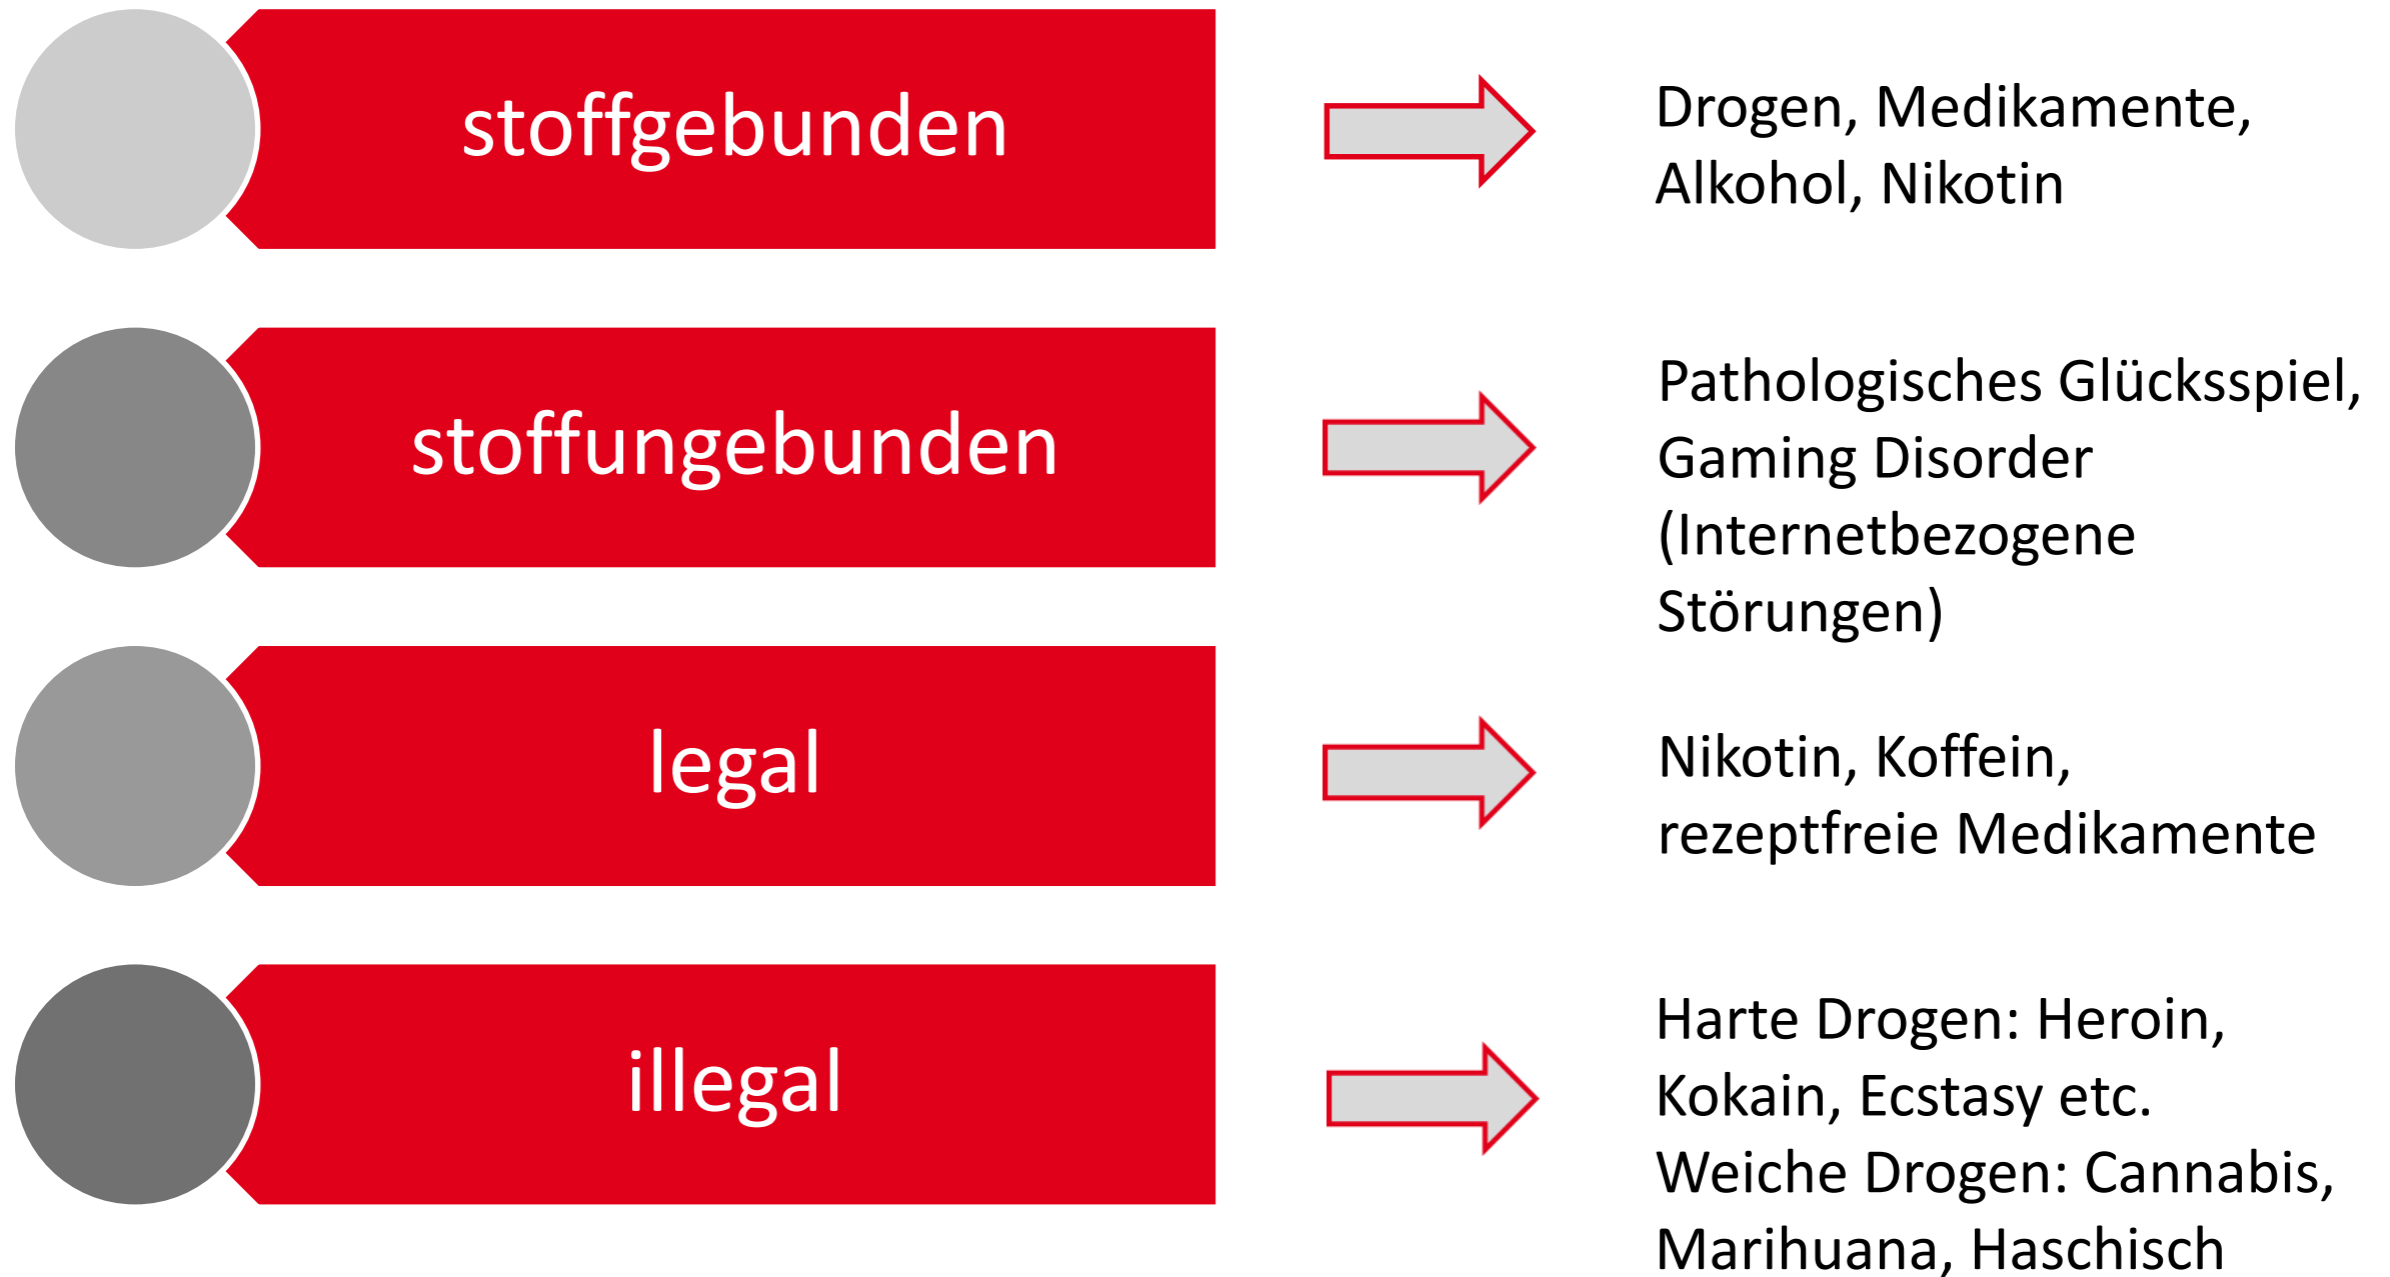 stoffgebunden
Drogen, Medikamente,
Alkohol, Nikotin
stoffungebunden
Pathologisches Glücksspiel,
Gaming Disorder
(Internetbezogene
Störungen)
legal
Nikotin, Koffein,
rezeptfreie Medikamente
illegal
Harte Drogen: Heroin,
Kokain, Ecstasy etc.
Weiche Drogen: Cannabis,
Marihuana, Haschisch